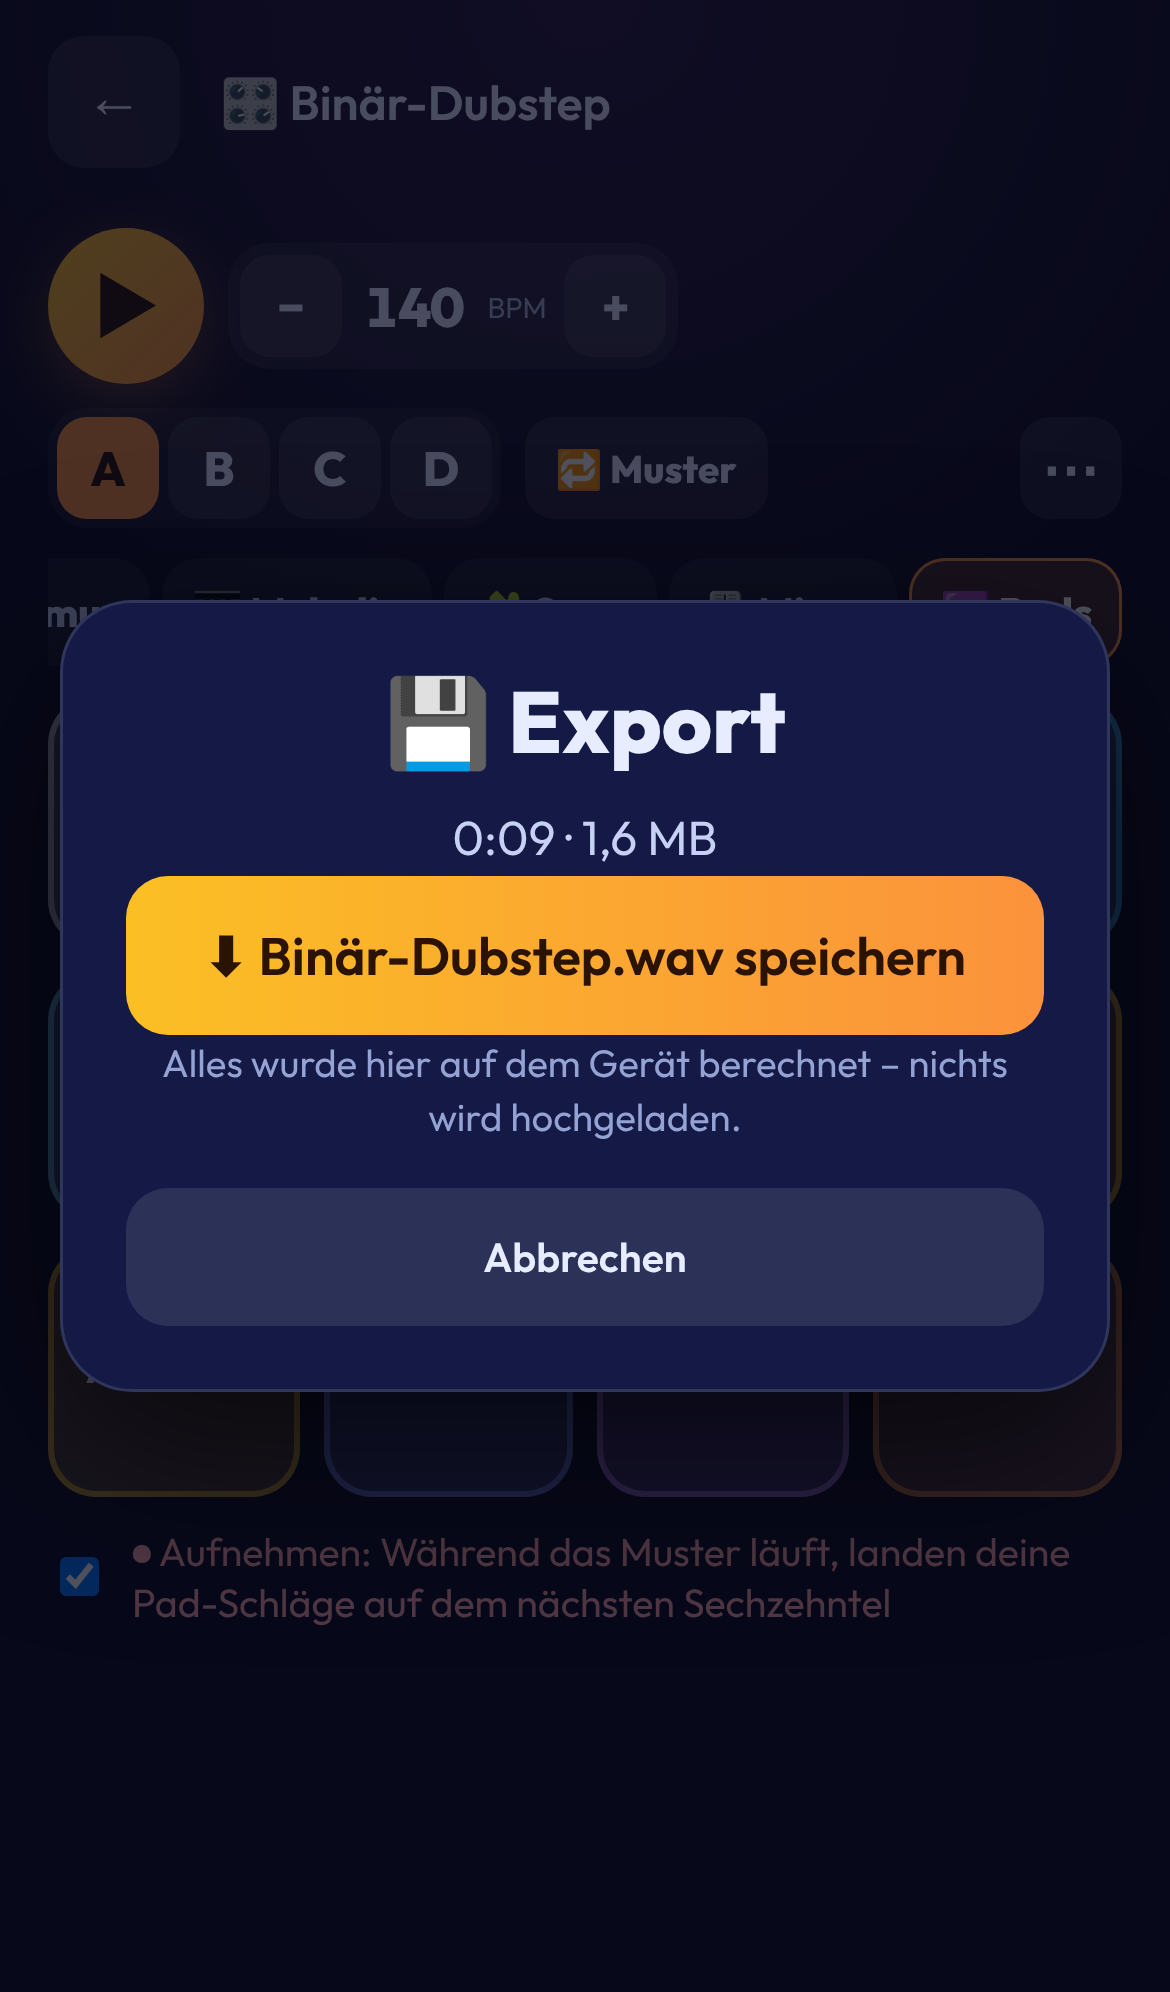 ← Binär-Dubstep
− 140 BPM +
A B C D Muster ...
Export
0:09 · 1,6 MB
⬇ Binär-Dubstep.wav speichern
Alles wurde hier auf dem Gerät berechnet – nichts
wird hochgeladen.
Abbrechen
● Aufnehmen: Während das Muster läuft, landen deine
Pad-Schläge auf dem nächsten Sechzehntel